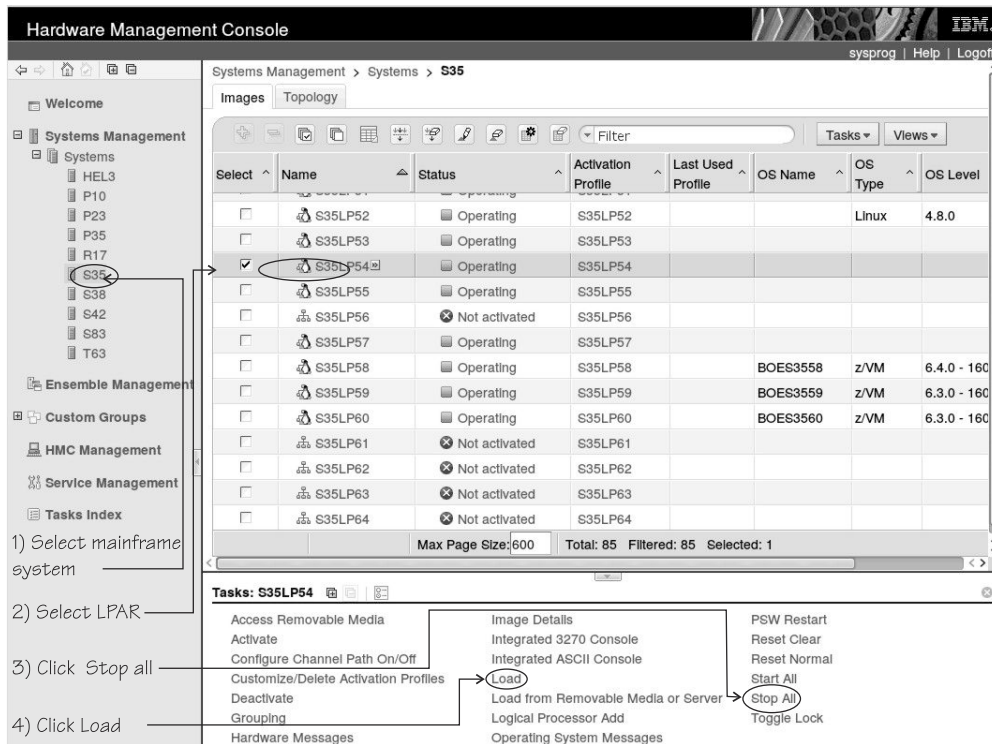 Hardware Management Console
IBM.
sysprog | Help | Logoff
Systems Management > Systems > S35
Images Topology
Welcome
Systems Management
Systems
HEL3
P10
P23
P35
R17
S35
S38
S42
S83
T63
Ensemble Management
Custom Groups
HMC Management
Service Management
Tasks Index
1) Select mainframe
system
2) Select LPAR
3) Click Stop all
4) Click Load
Filter Tasks Views
Select Name Status Activation Profile Last Used Profile OS Name OS Type OS Level
S35LP52 Operating S35LP52 Linux 4.8.0
S35LP53 Operating S35LP53
S35LP54 Operating S35LP54
S35LP55 Operating S35LP55
S35LP56 Not activated S35LP56
S35LP57 Operating S35LP57
S35LP58 Operating S35LP58 BOES3558 z/VM 6.4.0 - 160
S35LP59 Operating S35LP59 BOES3559 z/VM 6.3.0 - 160
S35LP60 Operating S35LP60 BOES3560 z/VM 6.3.0 - 160
S35LP61 Not activated S35LP61
S35LP62 Not activated S35LP62
S35LP63 Not activated S35LP63
S35LP64 Not activated S35LP64
Max Page Size: 600 Total: 85 Filtered: 85 Selected: 1
Tasks: S35LP54
Access Removable Media
Activate
Configure Channel Path On/Off
Customize/Delete Activation Profiles
Deactivate
Grouping
Hardware Messages
Image Details
Integrated 3270 Console
Integrated ASCII Console
Load
Load from Removable Media or Server
Logical Processor Add
Operating System Messages
PSW Restart
Reset Clear
Reset Normal
Start All
Stop All
Toggle Lock